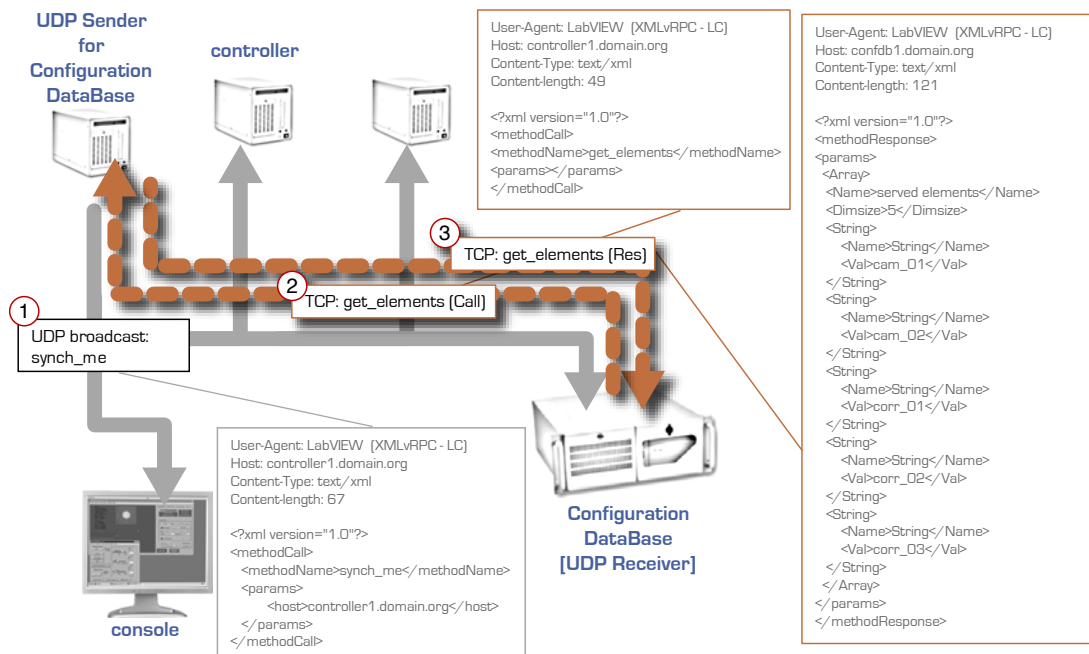 UDP Sender
for
Configuration
DataBase
controller
User-Agent: LabVIEW (XMLvRPC - LC)
Host: controller1.domain.org
Content-Type: text/xml
Content-length: 49
<?xml version="1.0"?>
<methodCall>
<methodName>get_elements</methodName>
<params></params>
</methodCall>
User-Agent: LabVIEW (XMLvRPC - LC)
Host: confdb1.domain.org
Content-Type: text/xml
Content-length: 121
<?xml version="1.0"?>
<methodResponse>
<params>
<Array>
<Name>served elements</Name>
<Dimsize>5</Dimsize>
<String>
<Name>String</Name>
<Val>cam_01</Val>
</String>
<String>
<Name>String</Name>
<Val>cam_02</Val>
</String>
<String>
<Name>String</Name>
<Val>corr_01</Val>
</String>
<String>
<Name>String</Name>
<Val>corr_02</Val>
</String>
<String>
<Name>String</Name>
<Val>corr_03</Val>
</String>
</Array>
</params>
</methodResponse>
3
TCP: get_elements (Res)
2
TCP: get_elements (Call)
1
UDP broadcast:
synch_me
User-Agent: LabVIEW (XMLvRPC - LC)
Host: controller1.domain.org
Content-Type: text/xml
Content-length: 67
<?xml version="1.0"?>
<methodCall>
<methodName>synch_me</methodName>
<params>
<host>controller1.domain.org</host>
</params>
</methodCall>
Configuration
DataBase
[UDP Receiver]
console